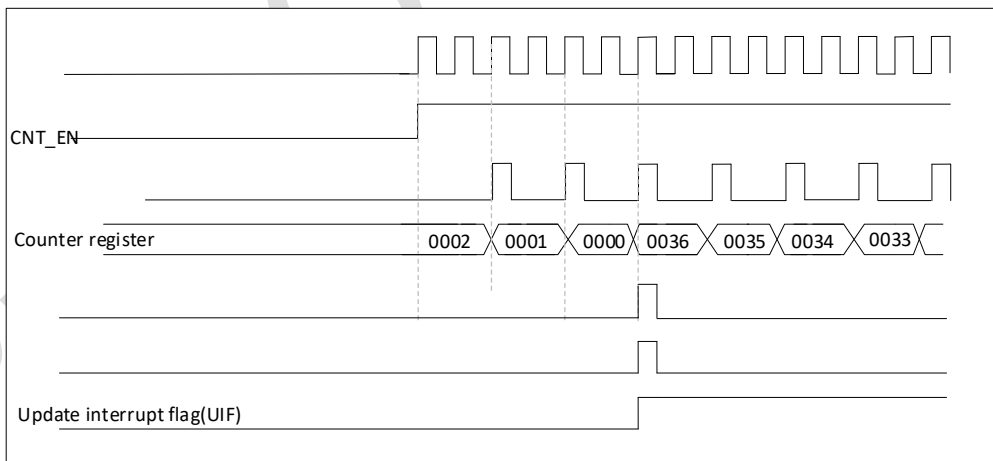 CNT_EN
Counter register 0002 0001 0000 0036 0035 0034 0033
Update interrupt flag(UIF)